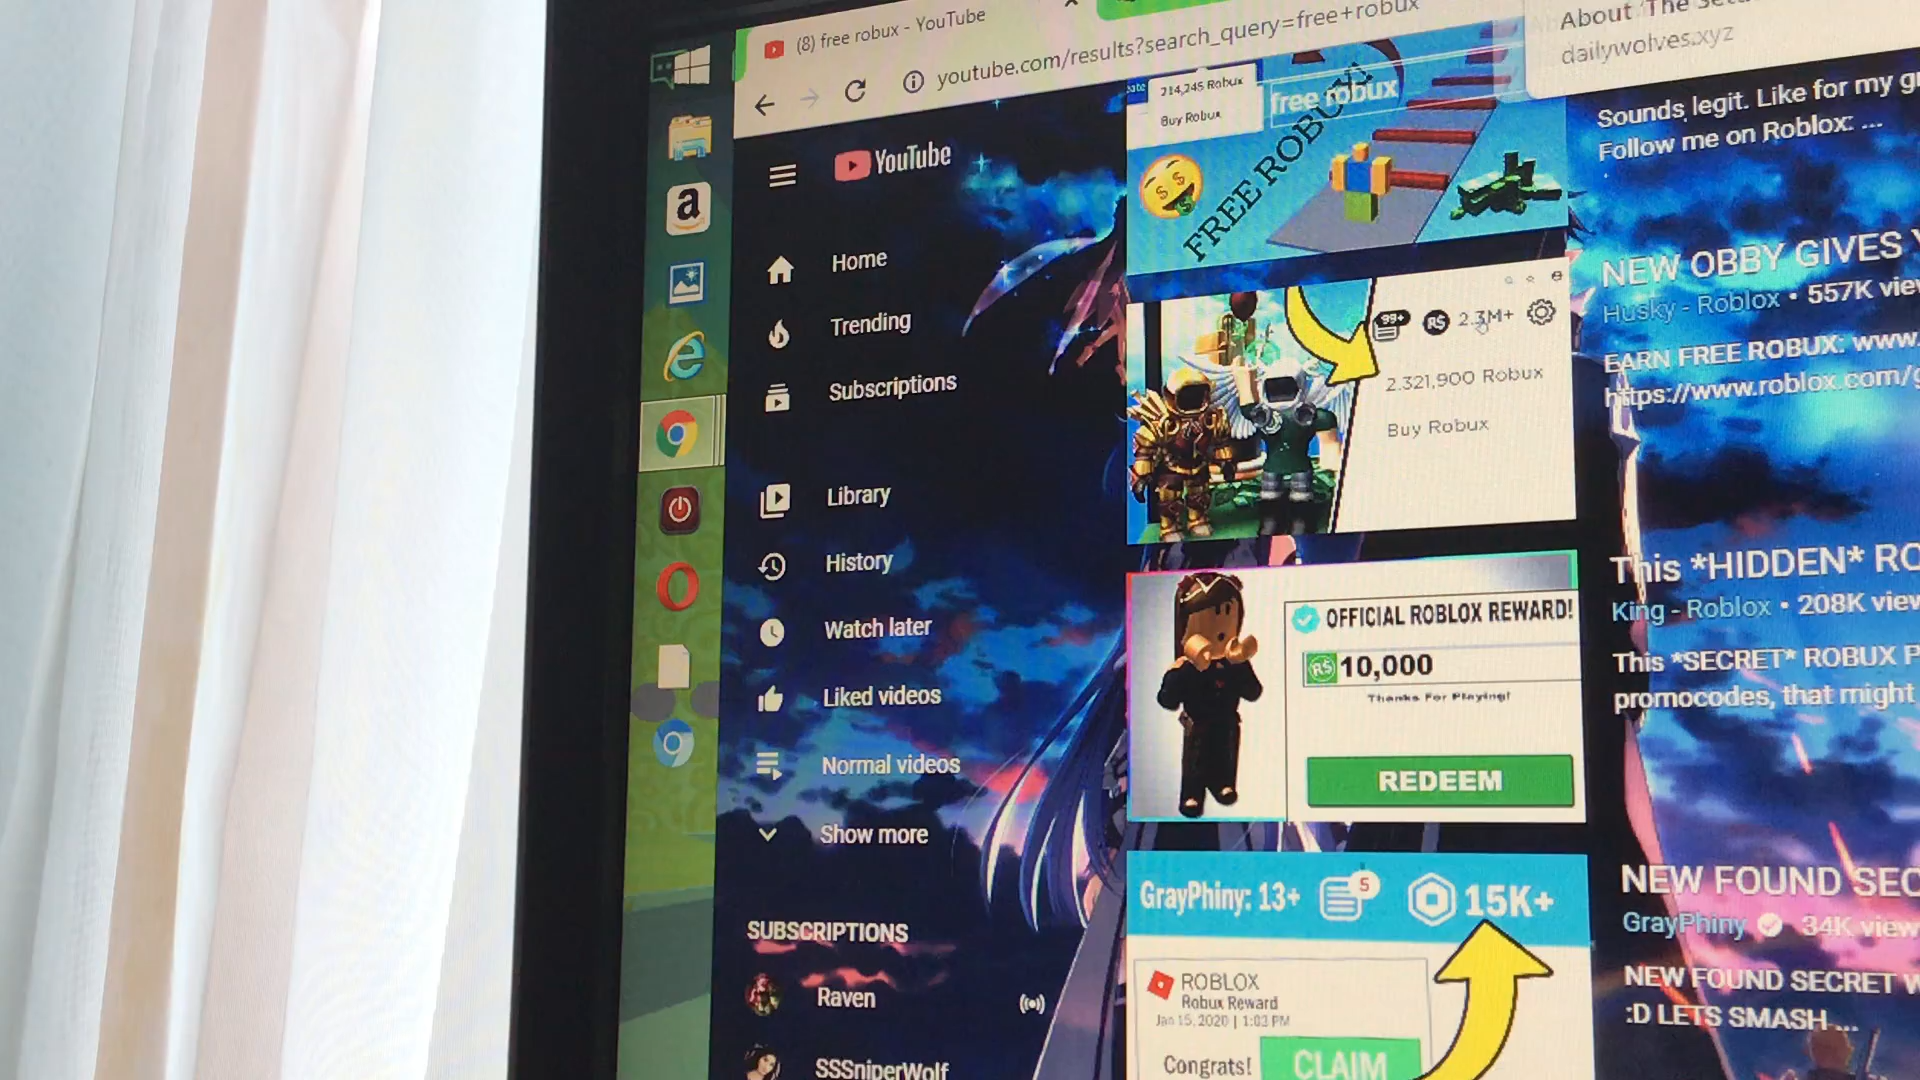 (8) free robux - YouTube
youtube.com/results?search_query=free+robux
About The
dailywolves.xyz
YouTube
Home
Trending
Subscriptions
Library
History
Watch later
Liked videos
Normal videos
Show more
SUBSCRIPTIONS
Raven
SSSniperWolf
214,245 Robux
Buy Robux
free robux
FREE ROBUX!
Sounds legit. Like for my
Follow me on Roblox: ...
99+
R$
2.3M+
2.321,900 Robux
Buy Robux
NEW OBBY GIVES
Husky - Roblox • 557K
EARN FREE ROBUX: www.
https://www.roblox.com/
OFFICIAL ROBLOX REWARD!
R$ 10,000
Thanks For Playing!
REDEEM
This *HIDDEN*
King - Roblox • 208K
This *SECRET* ROBUX
promocodes, that might
GrayPhiny: 13+
5
15K+
ROBLOX
Robux Reward
Jan 15, 2020 | 1:03 PM
Congrats!
CLAIM
NEW FOUND
GrayPhiny
34K
NEW FOUND SECRET
:D LETS SMASH ...